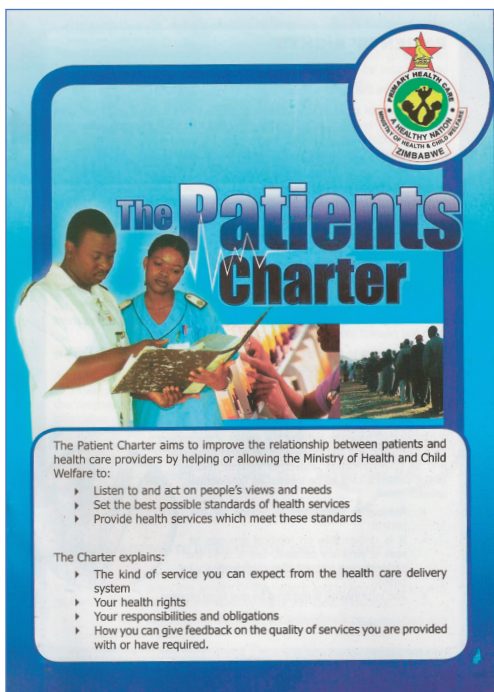 PRIMARY HEALTH CARE
A HEALTHY NATION
MINISTRY OF HEALTH & CHILD WELFARE
ZIMBABWE
The Patients
Charter
The Patient Charter aims to improve the relationship between patients and
health care providers by helping or allowing the Ministry of Health and Child
Welfare to:
Listen to and act on people's views and needs
Set the best possible standards of health services
Provide health services which meet these standards
The Charter explains:
The kind of service you can expect from the health care delivery
system
Your health rights
Your responsibilities and obligations
How you can give feedback on the quality of services you are provided
with or have required.